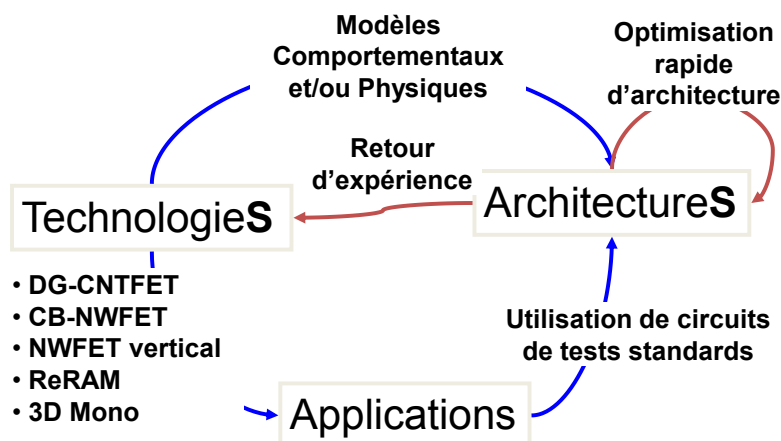 Modèles
Comportementaux
et/ou Physiques
Optimisation
rapide
d'architecture
Retour
d'expérience
TechnologieS
ArchitectureS
• DG-CNTFET
• CB-NWFET
• NWFET vertical
• ReRAM
• 3D Mono
Utilisation de circuits
de tests standards
Applications